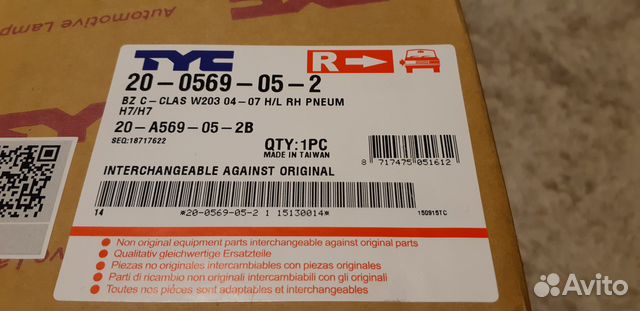 Automotive Lamp
TYC
R
20-0569-05-2
BZ C-CLAS W203 04-07 H/L RH PNEUM
H7/H7
20-A569-05-2B
SEQ:18717622
QTY:1PC
MADE IN TAIWAN
8 717475 051612
INTERCHANGEABLE AGAINST ORIGINAL
14
*20-0569-05-2 1 15130014*
150915TC
Non original equipment parts interchangeable against original parts
Qualitativ gleichwertige Ersatzteile
Piezas no originales intercambiables con piezas originales
Parti di ricambio non originali intercambiabili con gli originali
Toutes nos pièces sont adaptables et interchangeables
Avito